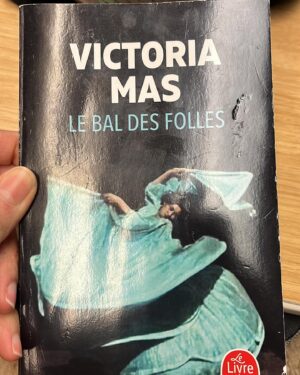 VICTORIA
MAS
LE BAL DES FOLLES
Le
Livre